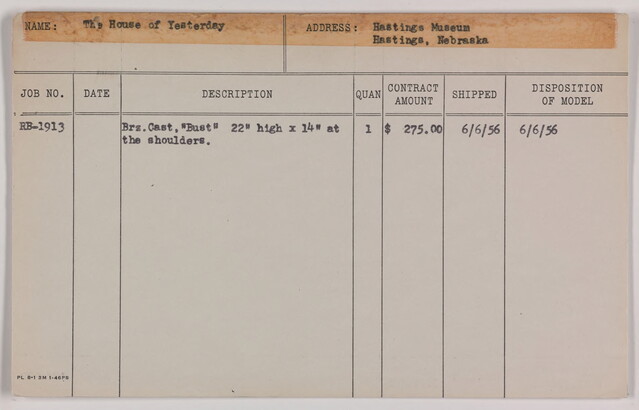 NAME: The House of Yesterday ADDRESS: Hastings Museum
Hastings, Nebraska
JOB NO. DATE DESCRIPTION QUAN CONTRACT AMOUNT SHIPPED DISPOSITION OF MODEL
RB-1913 Brz.Cast."Bust" 22" high x 14" at 1 $ 275.00 6/6/56 6/6/56
the shoulders.